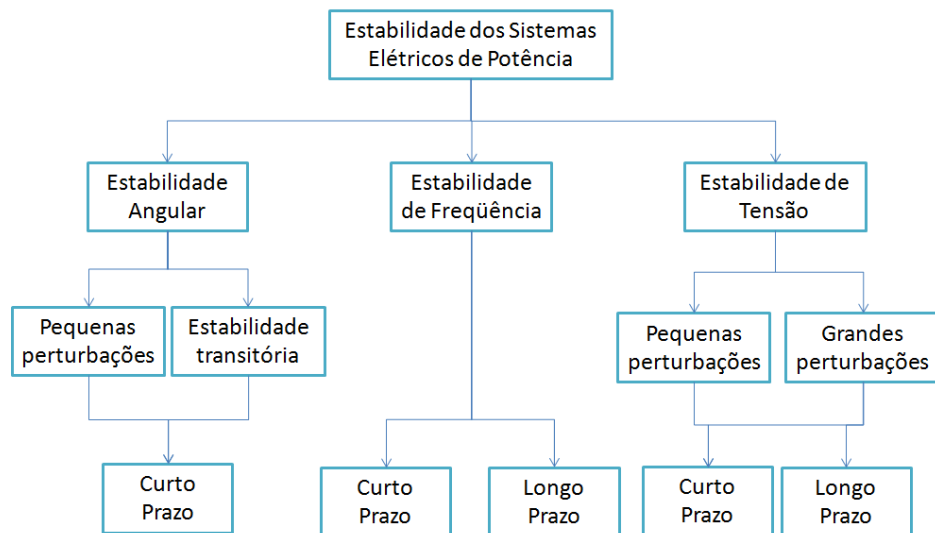 Estabilidade dos Sistemas
Elétricos de Potência
Estabilidade
Angular
Estabilidade
de Freqüência
Estabilidade de
Tensão
Pequenas
perturbações
Estabilidade
transitória
Pequenas
perturbações
Grandes
perturbações
Curto
Prazo
Curto
Prazo
Longo
Prazo
Curto
Prazo
Longo
Prazo